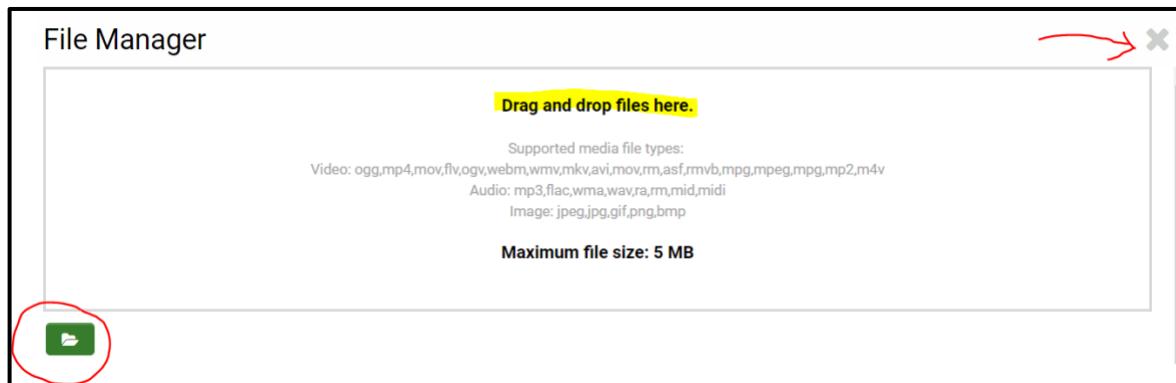 File Manager
Drag and drop files here.
Supported media file types:
Video: ogg,mp4,mov,flv,ogv,webm,wmv,mkv,avi,mov,rm,asf,rmvb,mpg,mpeg,mpg,mp2,m4v
Audio: mp3,flac,wma,wav,ra,rm,mid,midi
Image: jpeg,jpg,gif,png,bmp
Maximum file size: 5 MB